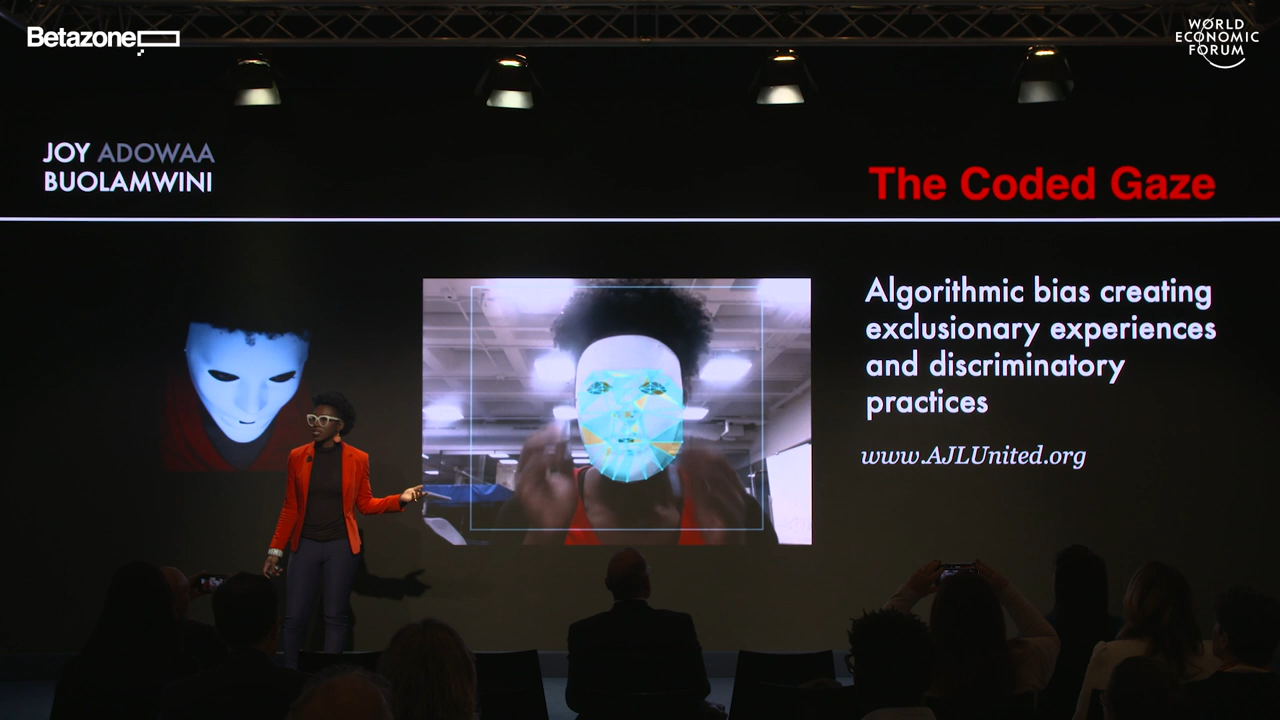 Betazone
WORLD
ECONOMIC
FORUM
JOY ADOWAA
BUOLAMWINI
The Coded Gaze
Algorithmic bias creating
exclusionary experiences
and discriminatory
practices
www.AJLUnited.org